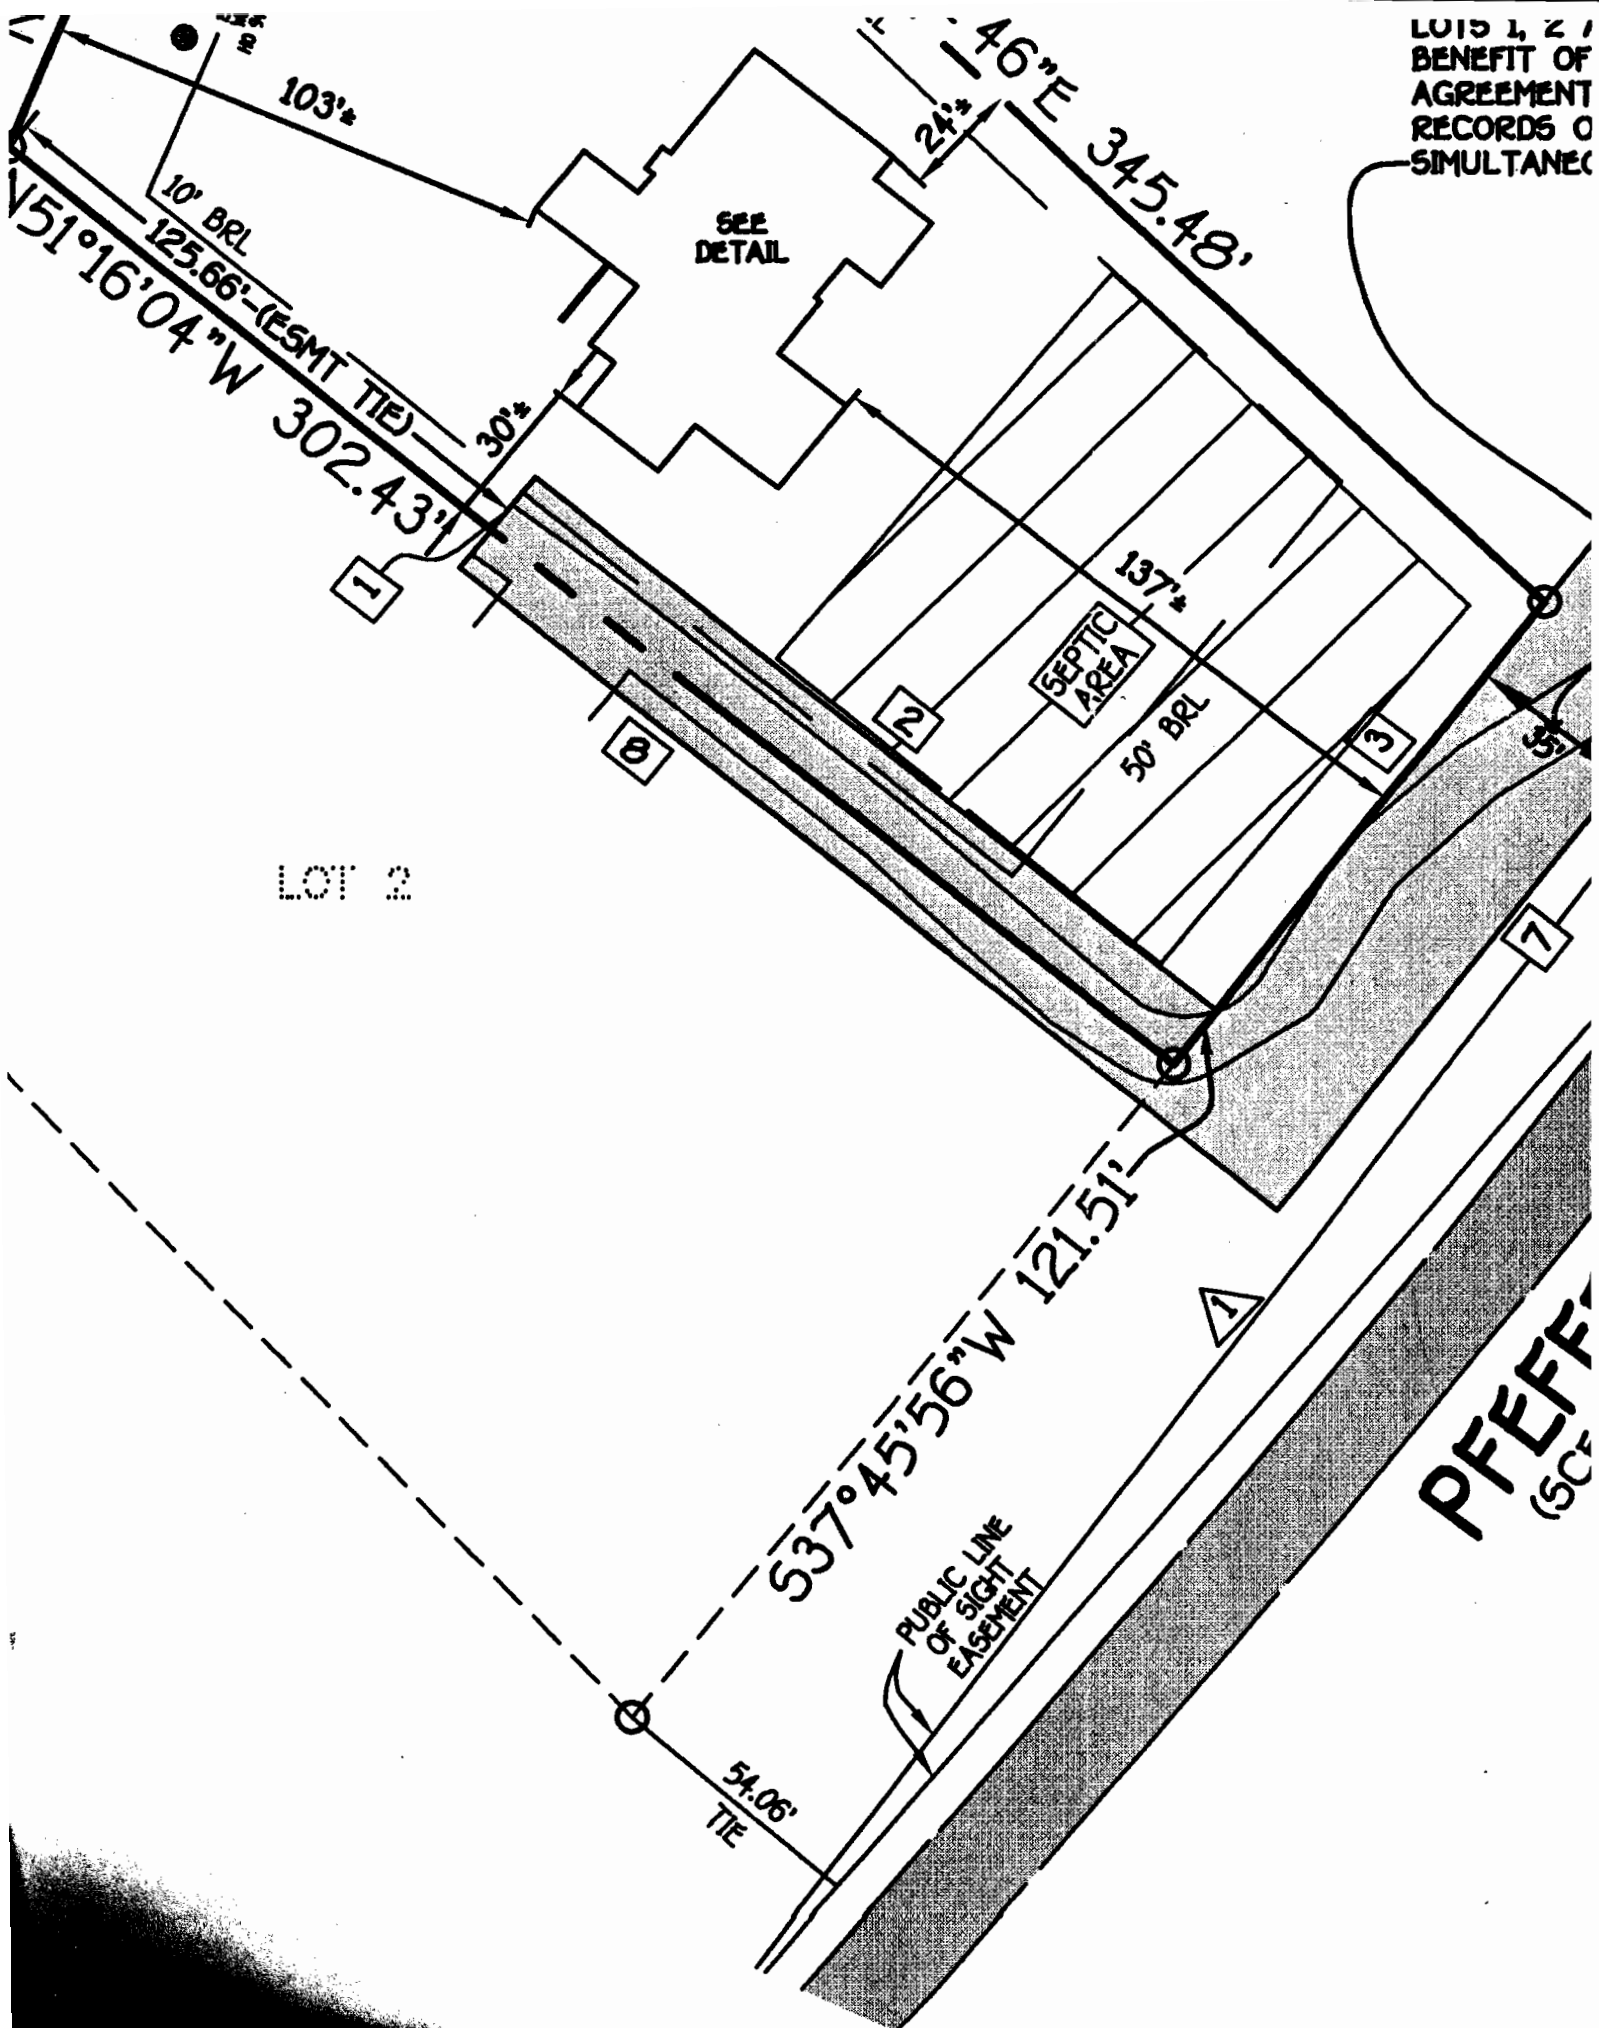 103'±
10' BRL
125.66'-(ESMT TIE)
N51°16'04"W 302.43'
30'±
SEE
DETAIL
24'±
46"E 345.48'
LOTS 1, 2
BENEFIT OF
AGREEMENT
RECORDS
137'±
SEPTIC
AREA
50' BRL
1
2
3
8
7
35'
LOT 2
S37°45'56"W 121.51'
1
PUBLIC LINE
OF SIGHT
EASEMENT
54.06'
TIE